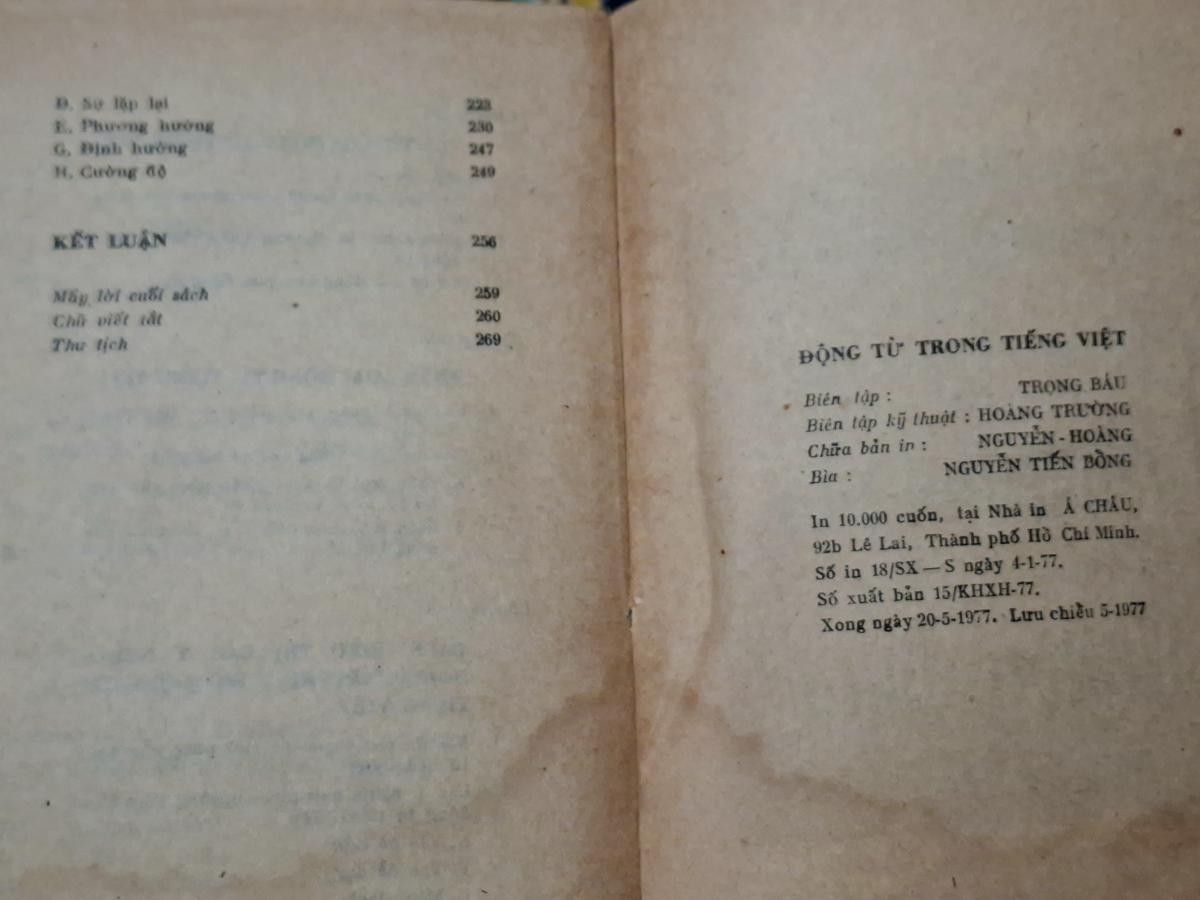 Đ. Sự lặp lại 223
E. Phương hướng 230
G. Định hướng 247
H. Cường độ 249
KẾT LUẬN 256
Mấy lời cuối sách 259
Chữ viết tắt 260
Thư tịch 269
ĐỘNG TỪ TRONG TIẾNG VIỆT
Biên tập : TRỌNG BÁU
Biên tập kỹ thuật : HOÀNG TRƯỜNG
Chữa bản in : NGUYỄN - HOÀNG
Bìa : NGUYỄN TIẾN BỒNG
In 10.000 cuốn, tại Nhà in Á CHÂU,
92b Lê Lai, Thành phố Hồ Chí Minh.
Số in 18/SX — S ngày 4-1-77.
Số xuất bản 15/KHXH-77.
Xong ngày 20-5-1977. Lưu chiều 5-1977